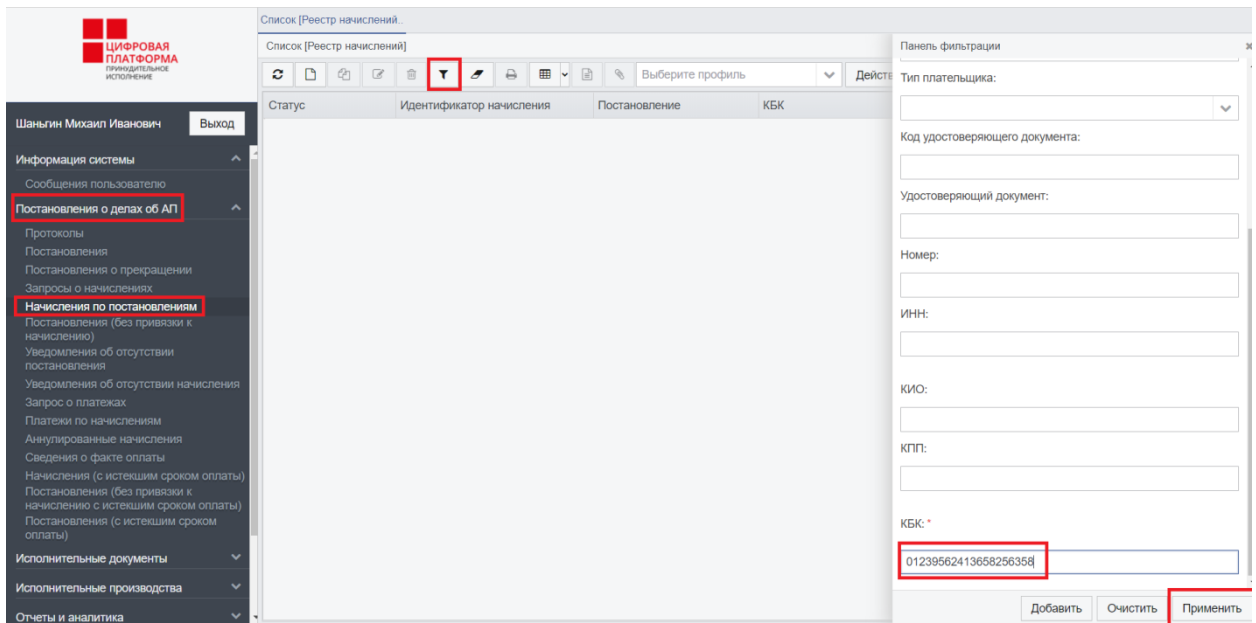 ЦИФРОВАЯ
ПЛАТФОРМА
ПРИНУДИТЕЛЬНОЕ
ИСПОЛНЕНИЕ
Шаньгин Михаил Иванович
Выход
Информация системы
Сообщения пользователю
Постановления о делах об АП
Протоколы
Постановления
Постановления о прекращении
Запросы о начислениях
Начисления по постановлениям
Постановления (без привязки к
начислению)
Уведомления об отсутствии
постановления
Уведомления об отсутствии начисления
Запрос о платежах
Платежи по начислениям
Аннулированные начисления
Сведения о факте оплаты
Начисления (с истекшим сроком оплаты)
Постановления (без привязки к
начислению с истекшим сроком оплаты)
Постановления (с истекшим сроком
оплаты)
Исполнительные документы
Исполнительные производства
Отчеты и аналитика
Список [Реестр начислений..
Список [Реестр начислений]
Выберите профиль
Действ
Статус
Идентификатор начисления
Постановление
КБК
Панель фильтрации
Тип плательщика:
Код удостоверяющего документа:
Удостоверяющий документ:
Номер:
ИНН:
КИО:
КПП:
КБК: *
01239562413658256358
Добавить
Очистить
Применить